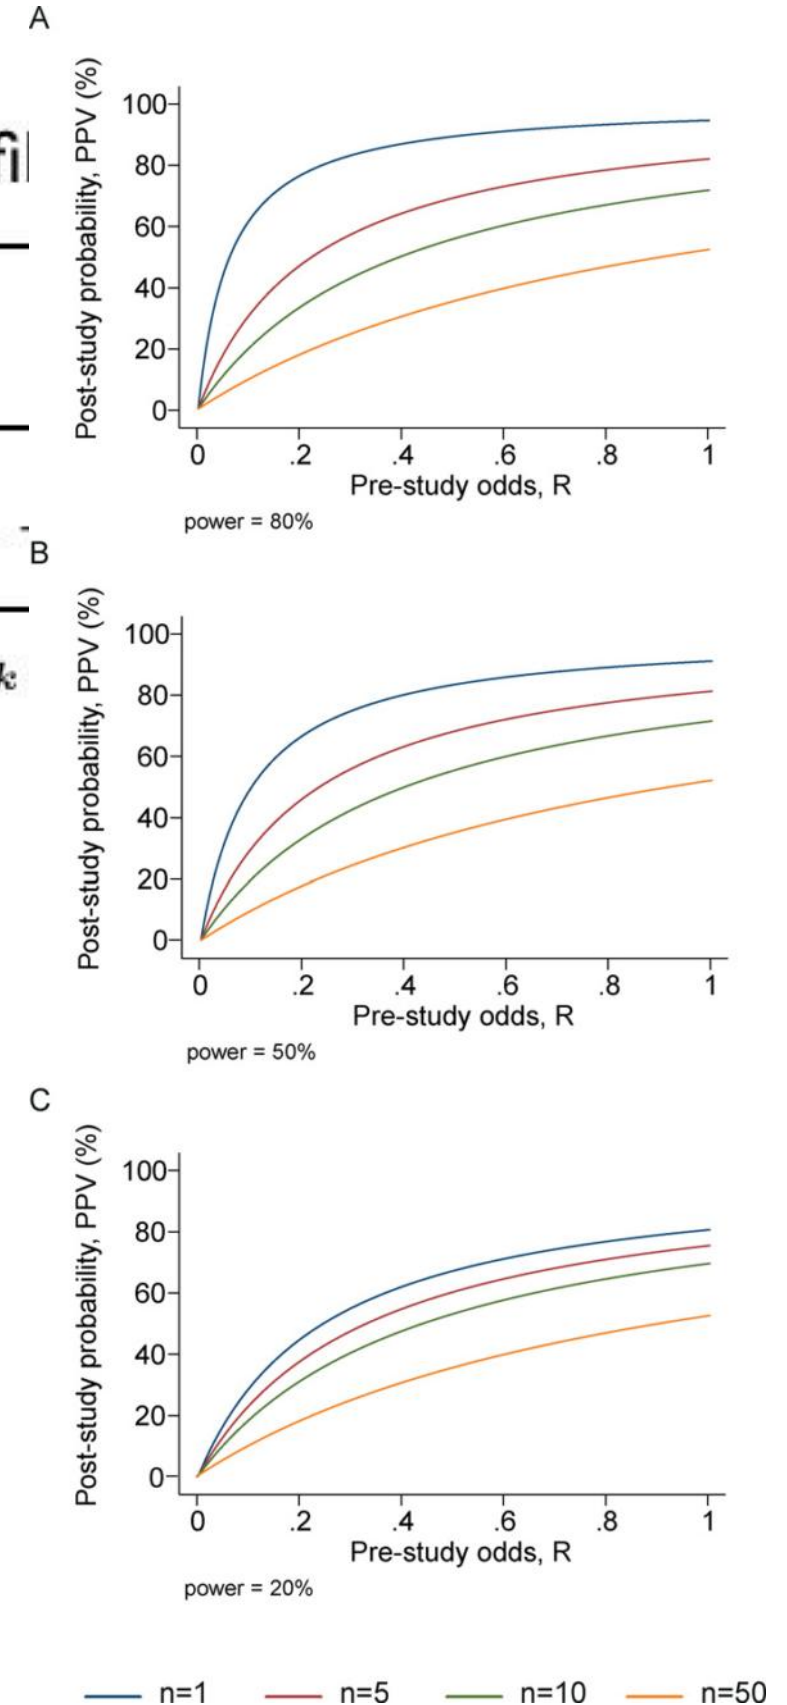 A
Post-study probability, PPV (%)
100
80
60
40
20
0
0 .2 .4 .6 .8 1
Pre-study odds, R
power = 80%
B
Post-study probability, PPV (%)
100
80
60
40
20
0
0 .2 .4 .6 .8 1
Pre-study odds, R
power = 50%
C
Post-study probability, PPV (%)
100
80
60
40
20
0
0 .2 .4 .6 .8 1
Pre-study odds, R
power = 20%
n=1 n=5 n=10 n=50